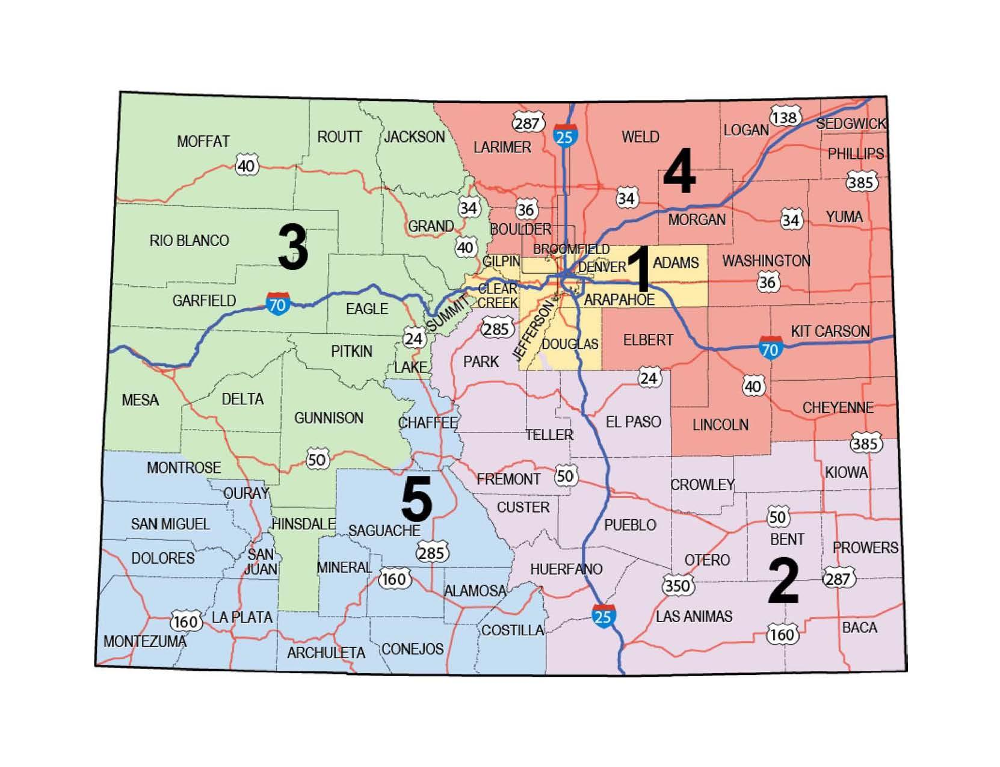 138
287
SEDGWICK
LOGAN
25
WELD
ROUTT
JACKSON
MOFFAT
LARIMER
PHILLIPS
40
4
385
34
34
36
34
YUMA
MORGAN
GRAND
BOULDER
RIO BLANCO
3
40
BROOMFIELD
GILPIN
DENVER
1
ADAMS
WASHINGTON
36
CLEAR
CREEK
GARFIELD
70
EAGLE
SUMMIT
ARAPAHOE
285
JEFFERSON
KIT CARSON
24
ELBERT
DOUGLAS
70
PITKIN
PARK
LAKE
24
40
MESA
DELTA
CHEYENNE
GUNNISON
CHAFFEE
EL PASO
LINCOLN
TELLER
385
50
MONTROSE
KIOWA
50
FREMONT
CROWLEY
OURAY
5
CUSTER
50
SAN MIGUEL
HINSDALE
SAGUACHE
PUEBLO
BENT
PROWERS
285
DOLORES
SAN
JUAN
MINERAL
HUERFANO
OTERO
2
160
287
350
ALAMOSA
160
LA PLATA
25
LAS ANIMAS
COSTILLA
160
BACA
MONTEZUMA
ARCHULETA
CONEJOS